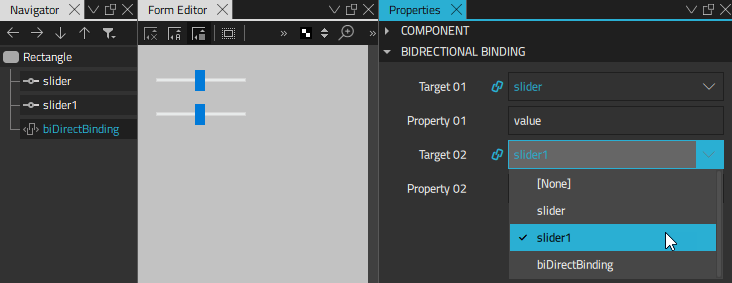 Navigator
Form Editor
Properties
COMPONENT
Rectangle
BIDRECTIONAL BINDING
slider
Target 01
slider
slider1
Property 01
value
biDirectBinding
Target 02
slider1
Property 02
[None]
slider
slider1
biDirectBinding